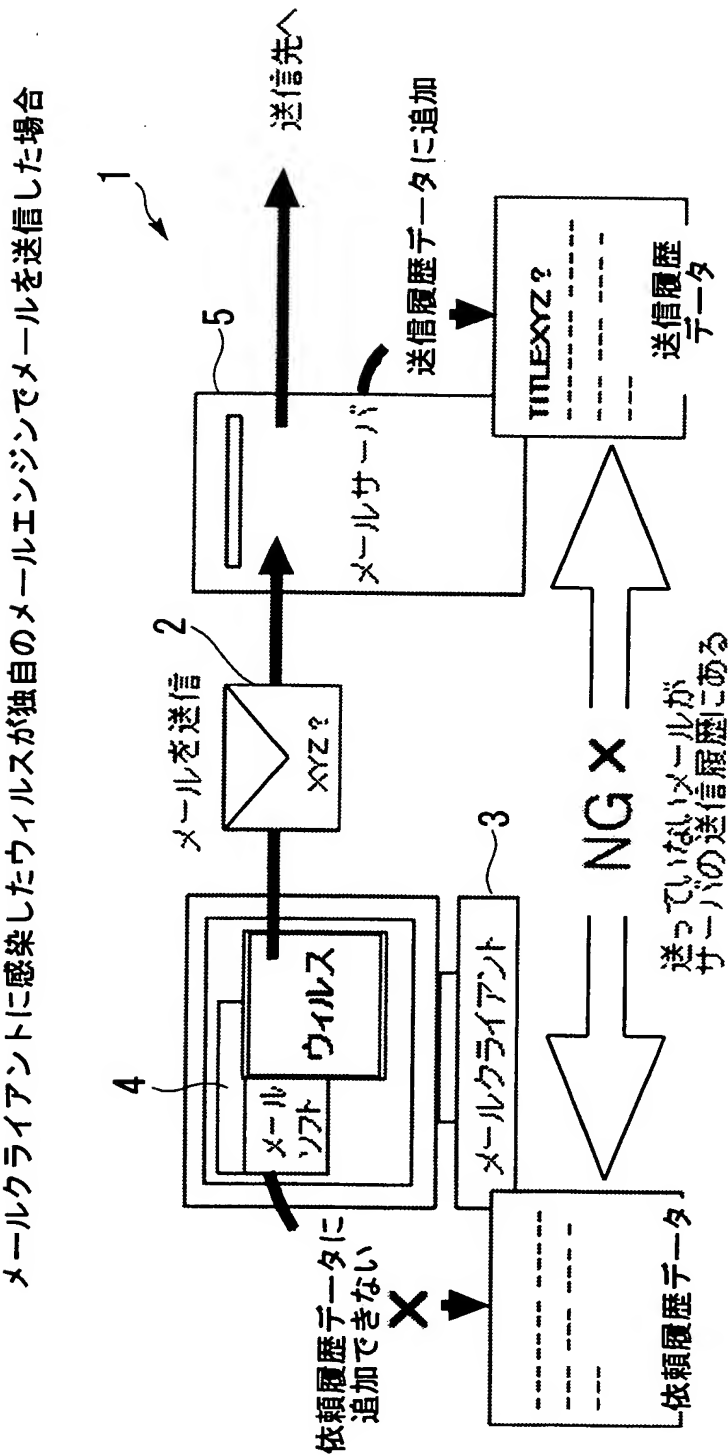 メールクライアントに感染したウィルスが独自のメールエンジンでメールを送信した場合
1
4
メール
ソフト
ウィルス
メールを送信
2
XYZ?
5
メールサーバ
送信先へ
依頼履歴データに
追加できない
×
メールクライアント
3
送信履歴データに追加
依頼履歴データ
NG ×
送っていないメールが
サーバの送信履歴にある
TITLEXYZ?
送信履歴
データ